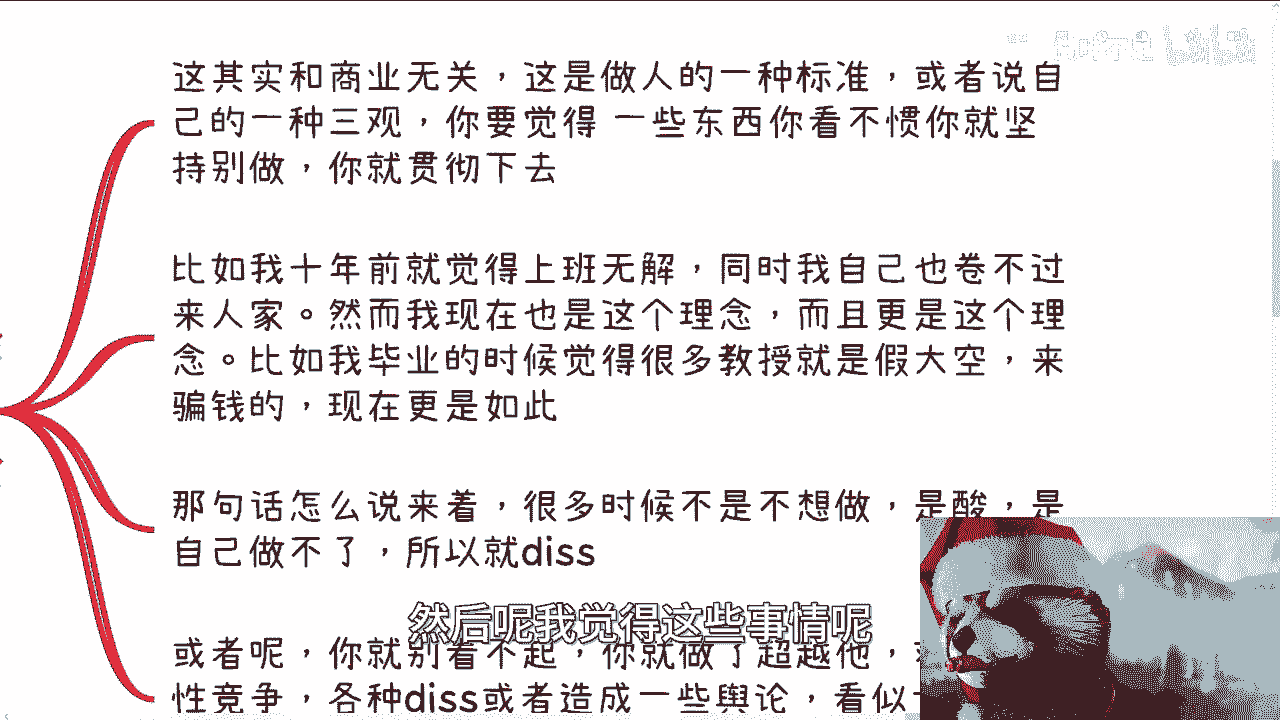 这其实和商业无关，这是做人的一种标准，或者说自
己的一种三观，你要觉得 一些东西你看不惯你就坚
持别做，你就贯彻下去
比如我十年前就觉得上班无解，同时我自己也卷不过
来人家。然而我现在也是这个理念，而且更是这个理
念。比如我毕业的时候觉得很多教授就是假大空，来
骗钱的，现在更是如此
那句话怎么说来着，很多时候不是不想做，是酸，是
自己做不了，所以就diss
然后呢我觉得这些事情呢
或者呢，你就别看不起，你就做了超越他，
性竞争，各种diss或者造成一些舆论，看似